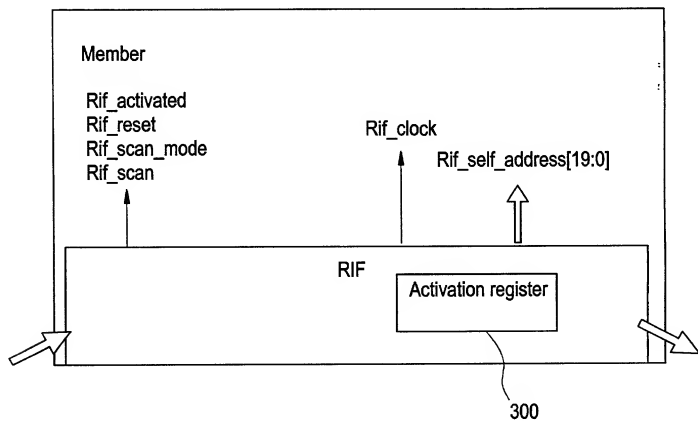 Member
Rif_activated
Rif_reset
Rif_scan_mode
Rif_scan
Rif_clock
Rif_self_address[19:0]
RIF
Activation register
300